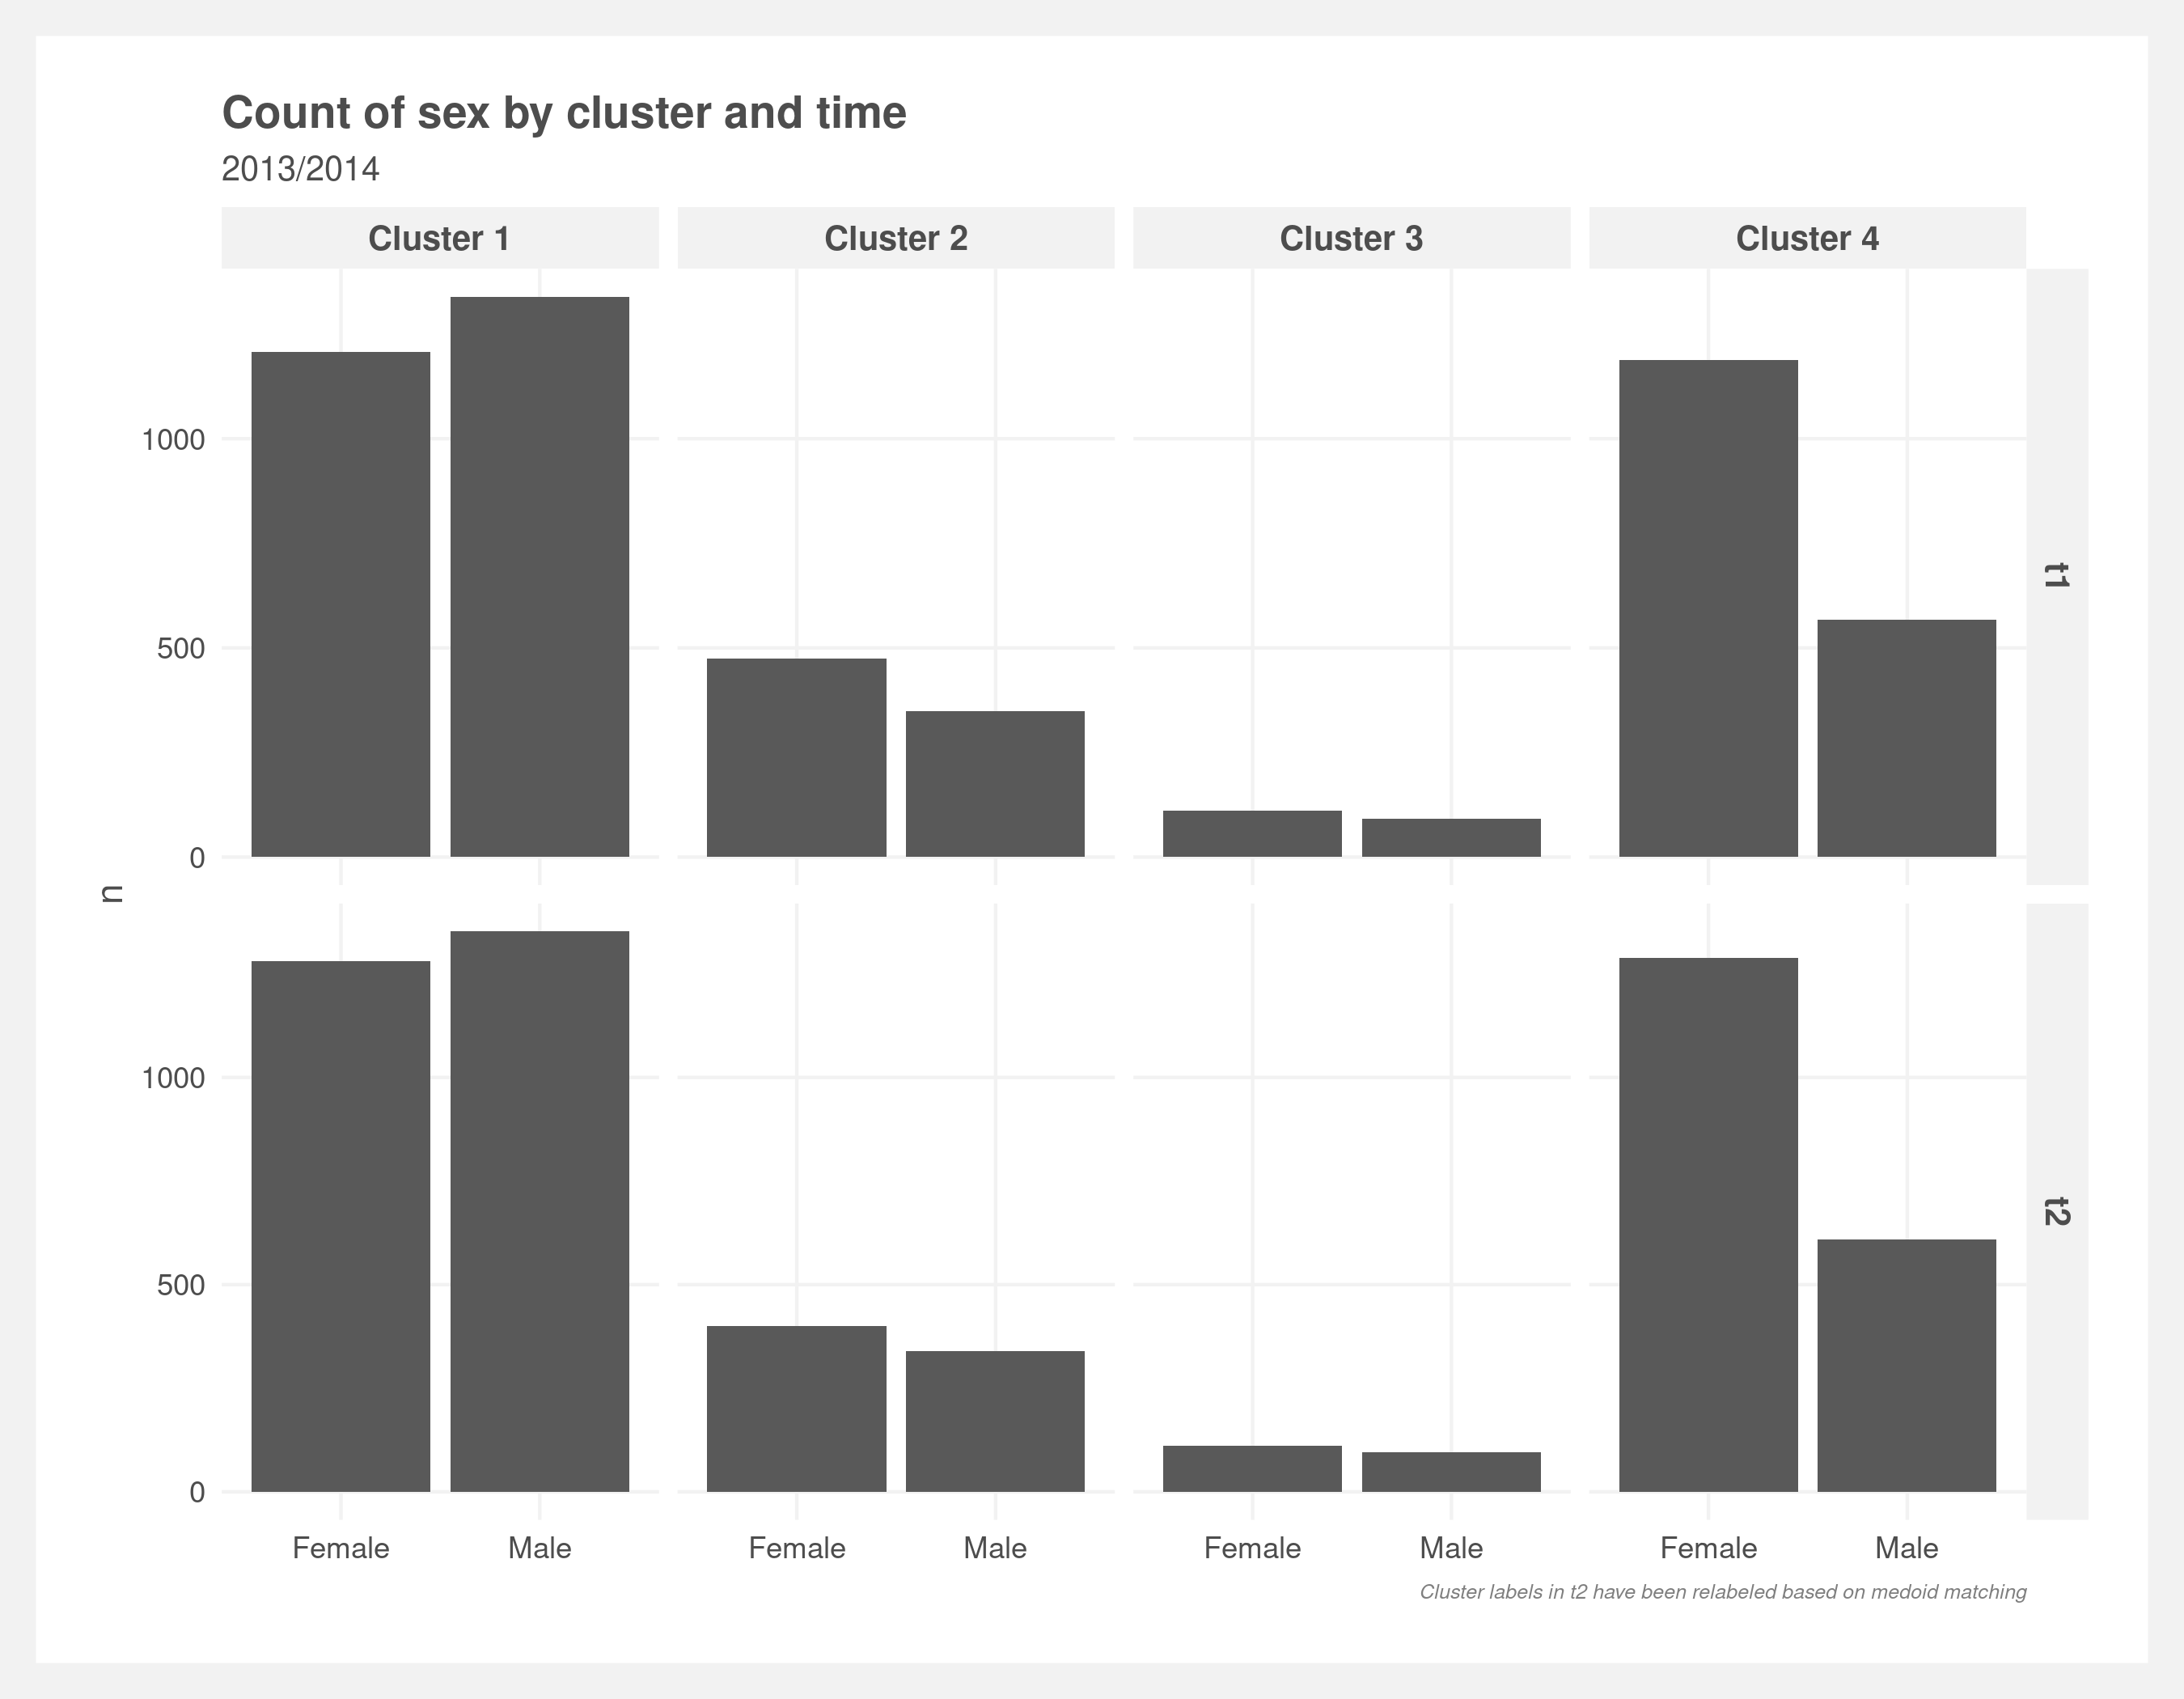 Count of sex by cluster and time
2013/2014
Cluster 1 Cluster 2 Cluster 3 Cluster 4
1000
500
0
t1
n
1000
500
0
t2
Female Male Female Male Female Male Female Male
Cluster labels in t2 have been relabeled based on medoid matching